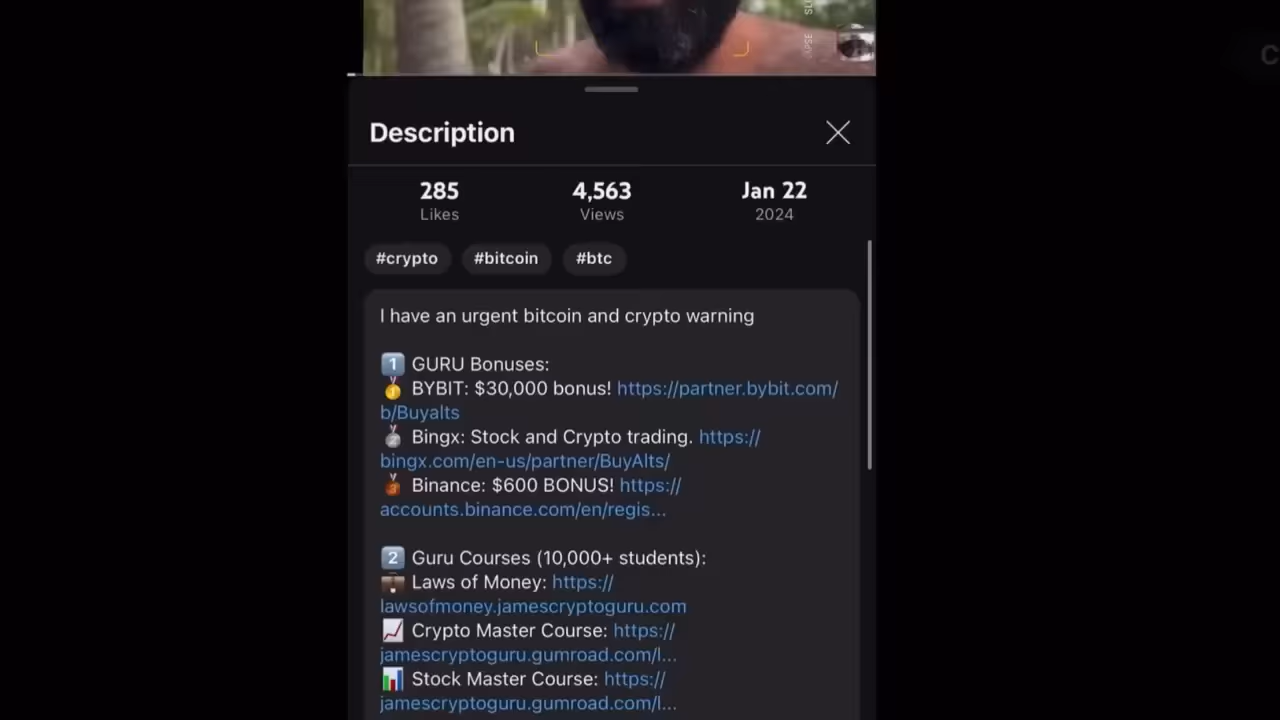 Description
285
Likes
4,563
Views
Jan 22
2024
#crypto
#bitcoin
#btc
I have an urgent bitcoin and crypto warning
1 GURU Bonuses:
BYBIT: $30,000 bonus! https://partner.bybit.com/
b/Buyalts
Bingx: Stock and Crypto trading. https://
bingx.com/en-us/partner/BuyAlts/
Binance: $600 BONUS! https://
accounts.binance.com/en/regis...
2 Guru Courses (10,000+ students):
Laws of Money: https://
lawsofmoney.jamescryptoguru.com
Crypto Master Course: https://
jamescryptoguru.gumroad.com/l...
Stock Master Course: https://
jamescryptoguru.gumroad.com/l...